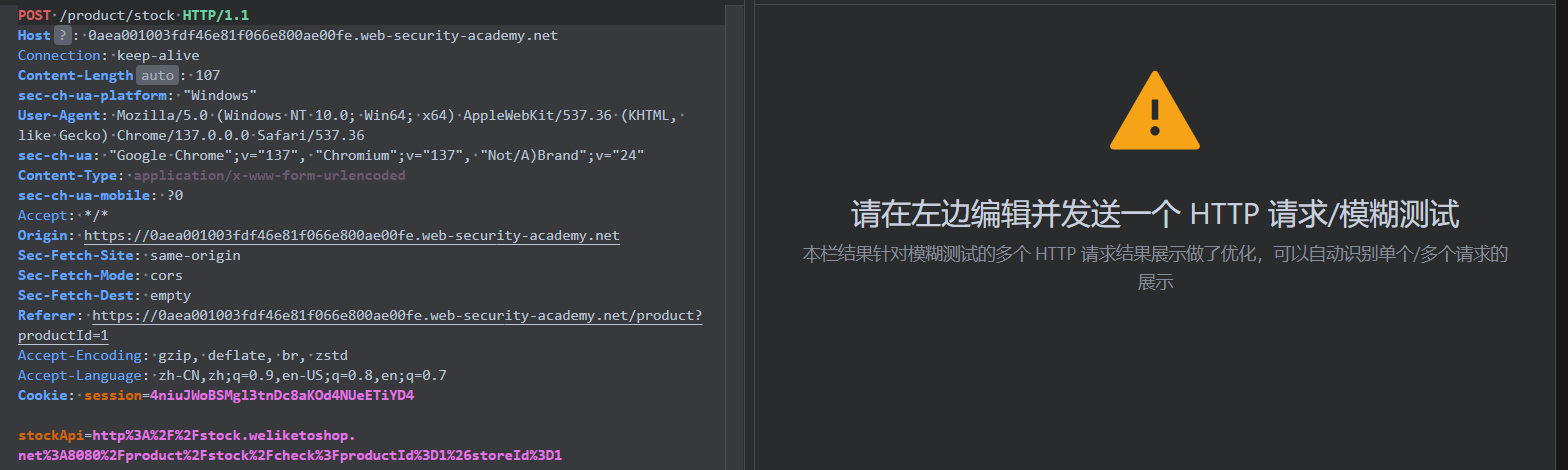 POST /product/stock HTTP/1.1
Host ? : 0aea001003fdf46e81f066e800ae00fe.web-security-academy.net
Connection: keep-alive
Content-Length auto : 107
sec-ch-ua-platform: "Windows"
User-Agent: Mozilla/5.0 (Windows NT 10.0; Win64; x64) AppleWebKit/537.36 (KHTML,
like Gecko) Chrome/137.0.0.0 Safari/537.36
sec-ch-ua: "Google Chrome";v="137", "Chromium";v="137", "Not/A)Brand";v="24"
Content-Type: application/x-www-form-urlencoded
sec-ch-ua-mobile: ?0
Accept: */*
Origin: https://0aea001003fdf46e81f066e800ae00fe.web-security-academy.net
Sec-Fetch-Site: same-origin
Sec-Fetch-Mode: cors
Sec-Fetch-Dest: empty
Referer: https://0aea001003fdf46e81f066e800ae00fe.web-security-academy.net/product?
productId=1
Accept-Encoding: gzip, deflate, br, zstd
Accept-Language: zh-CN,zh;q=0.9,en-US;q=0.8,en;q=0.7
Cookie: session=4niuJWoBSMgl3tnDc8aKOd4NUeETiYD4
stockApi=http%3A%2F%2Fstock.weliketoshop.
net%3A8080%2Fproduct%2Fstock%2Fcheck%3FproductId%3D1%26storeId%3D1
请在左边编辑并发送一个 HTTP 请求/模糊测试
本栏结果针对模糊测试的多个 HTTP 请求结果展示做了优化，可以自动识别单个/多个请求的
展示